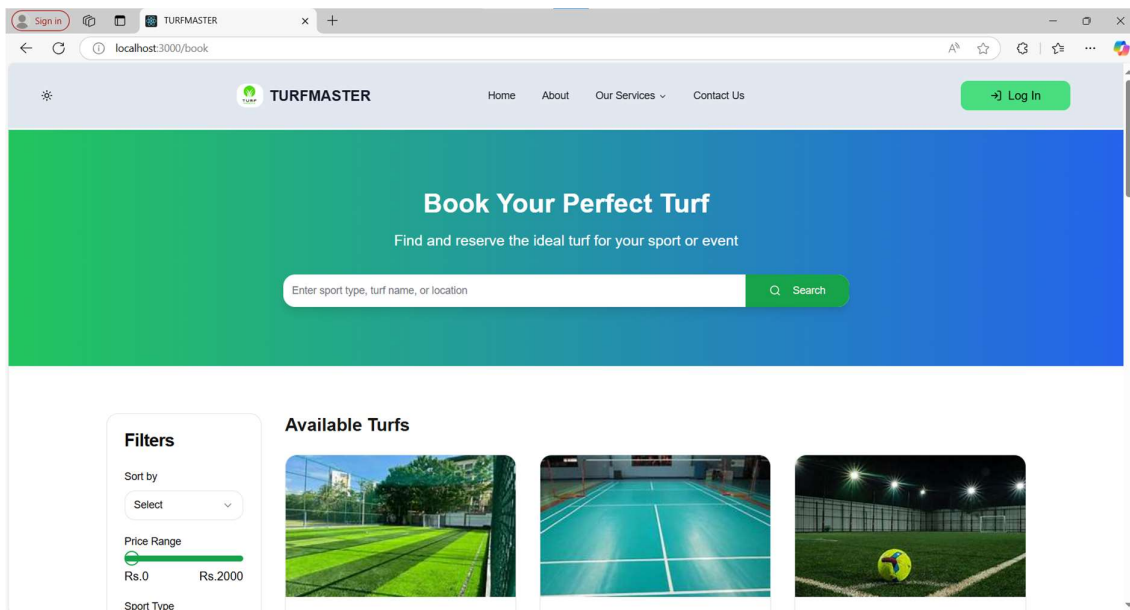 Sign in
TURFMASTER
localhost:3000/book
TURF
TURFMASTER
Home About Our Services Contact Us
Log In
Book Your Perfect Turf
Find and reserve the ideal turf for your sport or event
Enter sport type, turf name, or location
Search
Filters
Sort by
Select
Price Range
Rs.0 Rs.2000
Sport Type
Available Turfs